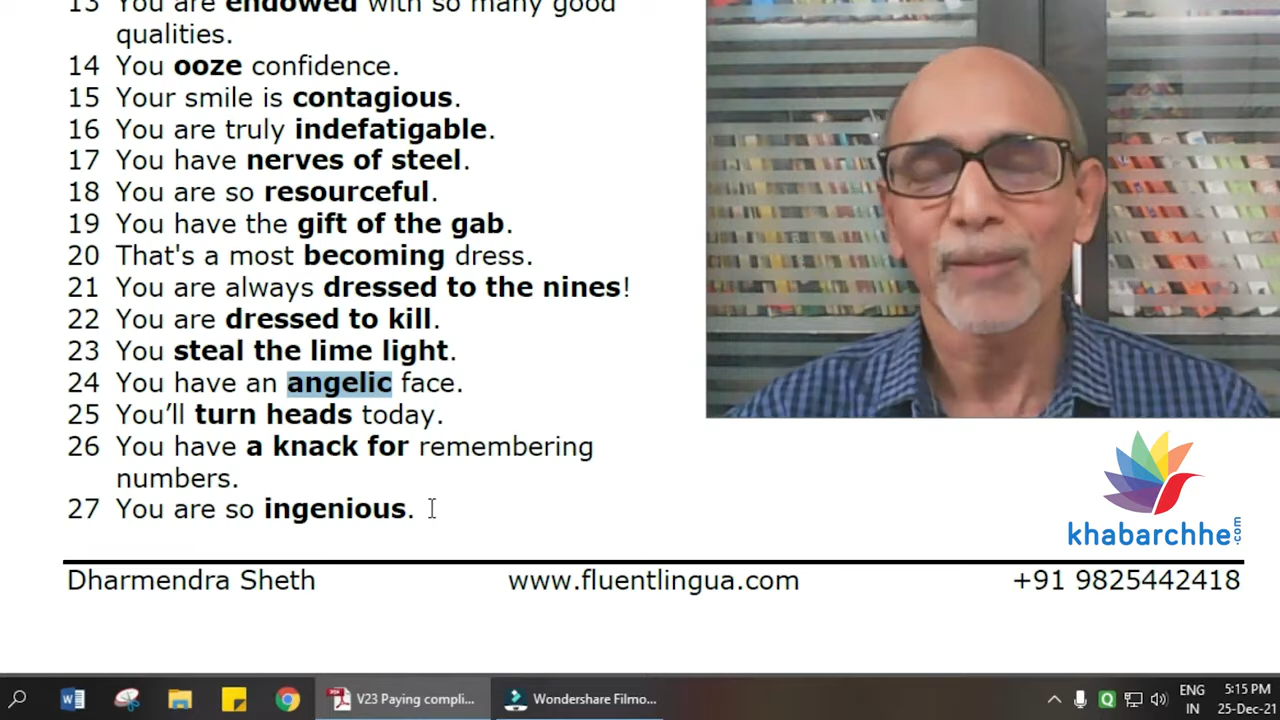 13 You are endowed with so many good
qualities.
14 You ooze confidence.
15 Your smile is contagious.
16 You are truly indefatigable.
17 You have nerves of steel.
18 You are so resourceful.
19 You have the gift of the gab.
20 That's a most becoming dress.
21 You are always dressed to the nines!
22 You are dressed to kill.
23 You steal the lime light.
24 You have an angelic face.
25 You’ll turn heads today.
26 You have a knack for remembering
numbers.
27 You are so ingenious.
khabarchhe.com
Dharmendra Sheth www.fluentlingua.com +91 9825442418
V23 Paying compli... Wondershare Filmo... ENG 5:15 PM
IN 25-Dec-21